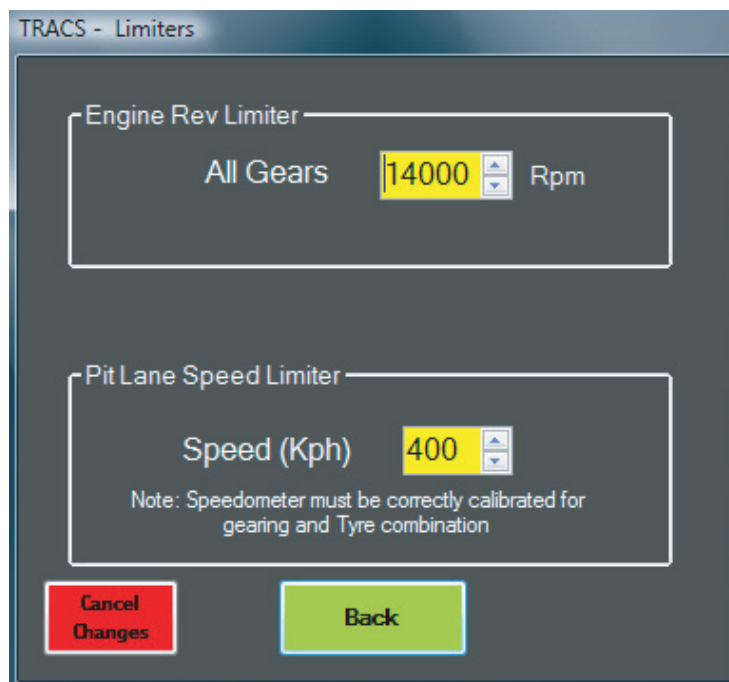 TRACS - Limiters
Engine Rev Limiter
All Gears 14000 Rpm
Pit Lane Speed Limiter
Speed (Kph) 400
Note: Speedometer must be correctly calibrated for
gearing and Tyre combination
Cancel
Changes
Back